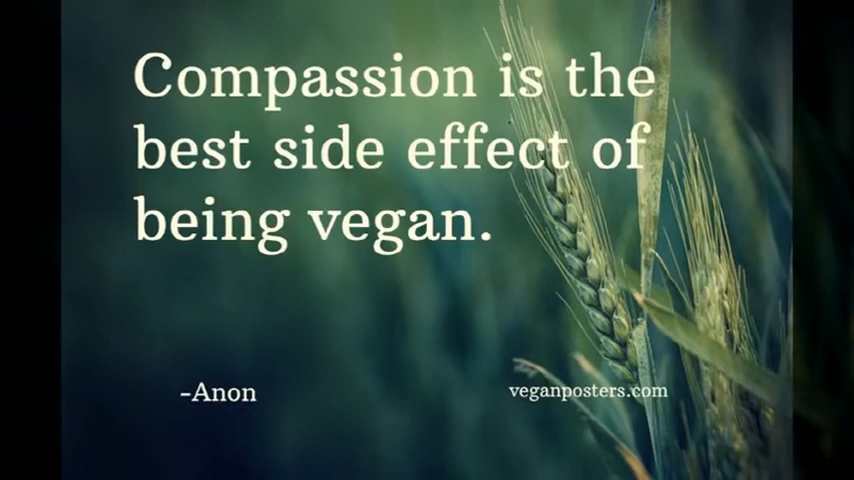 Compassion is the
best side effect of
being vegan.
-Anon
veganposters.com